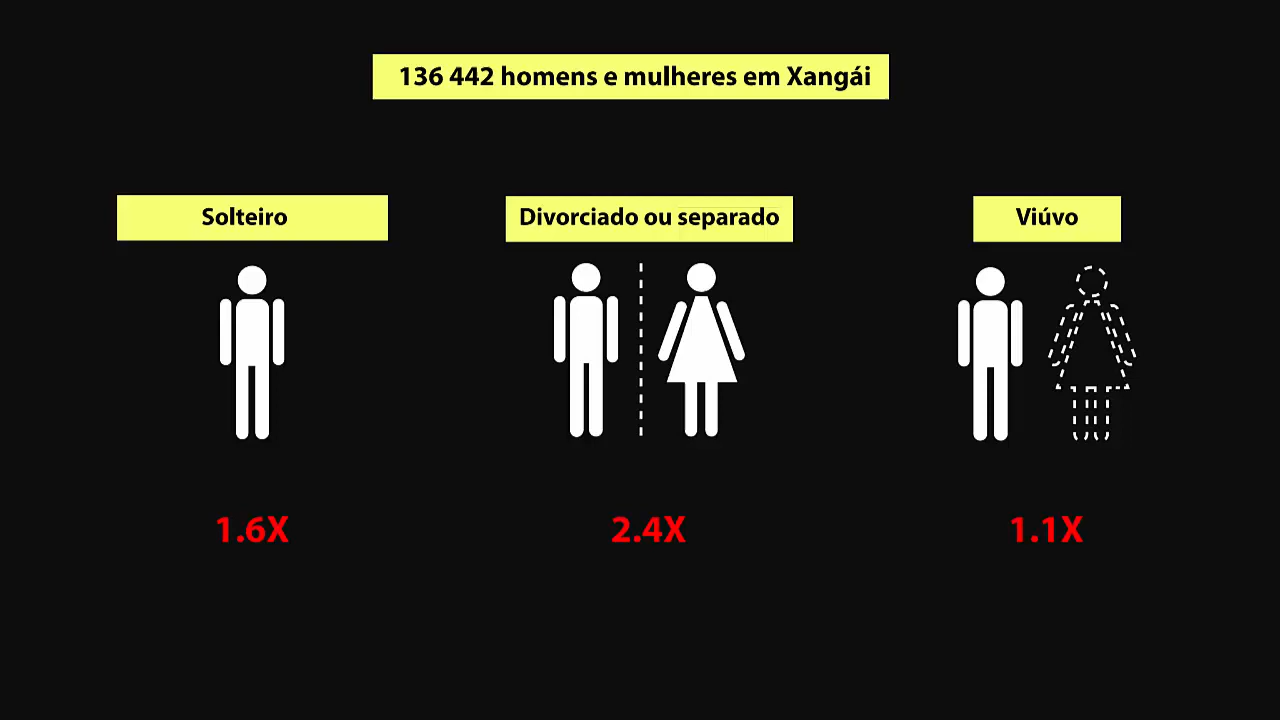 136 442 homens e mulheres em Xangái
Solteiro
Divorciado ou separado
Viúvo
1.6X
2.4X
1.1X